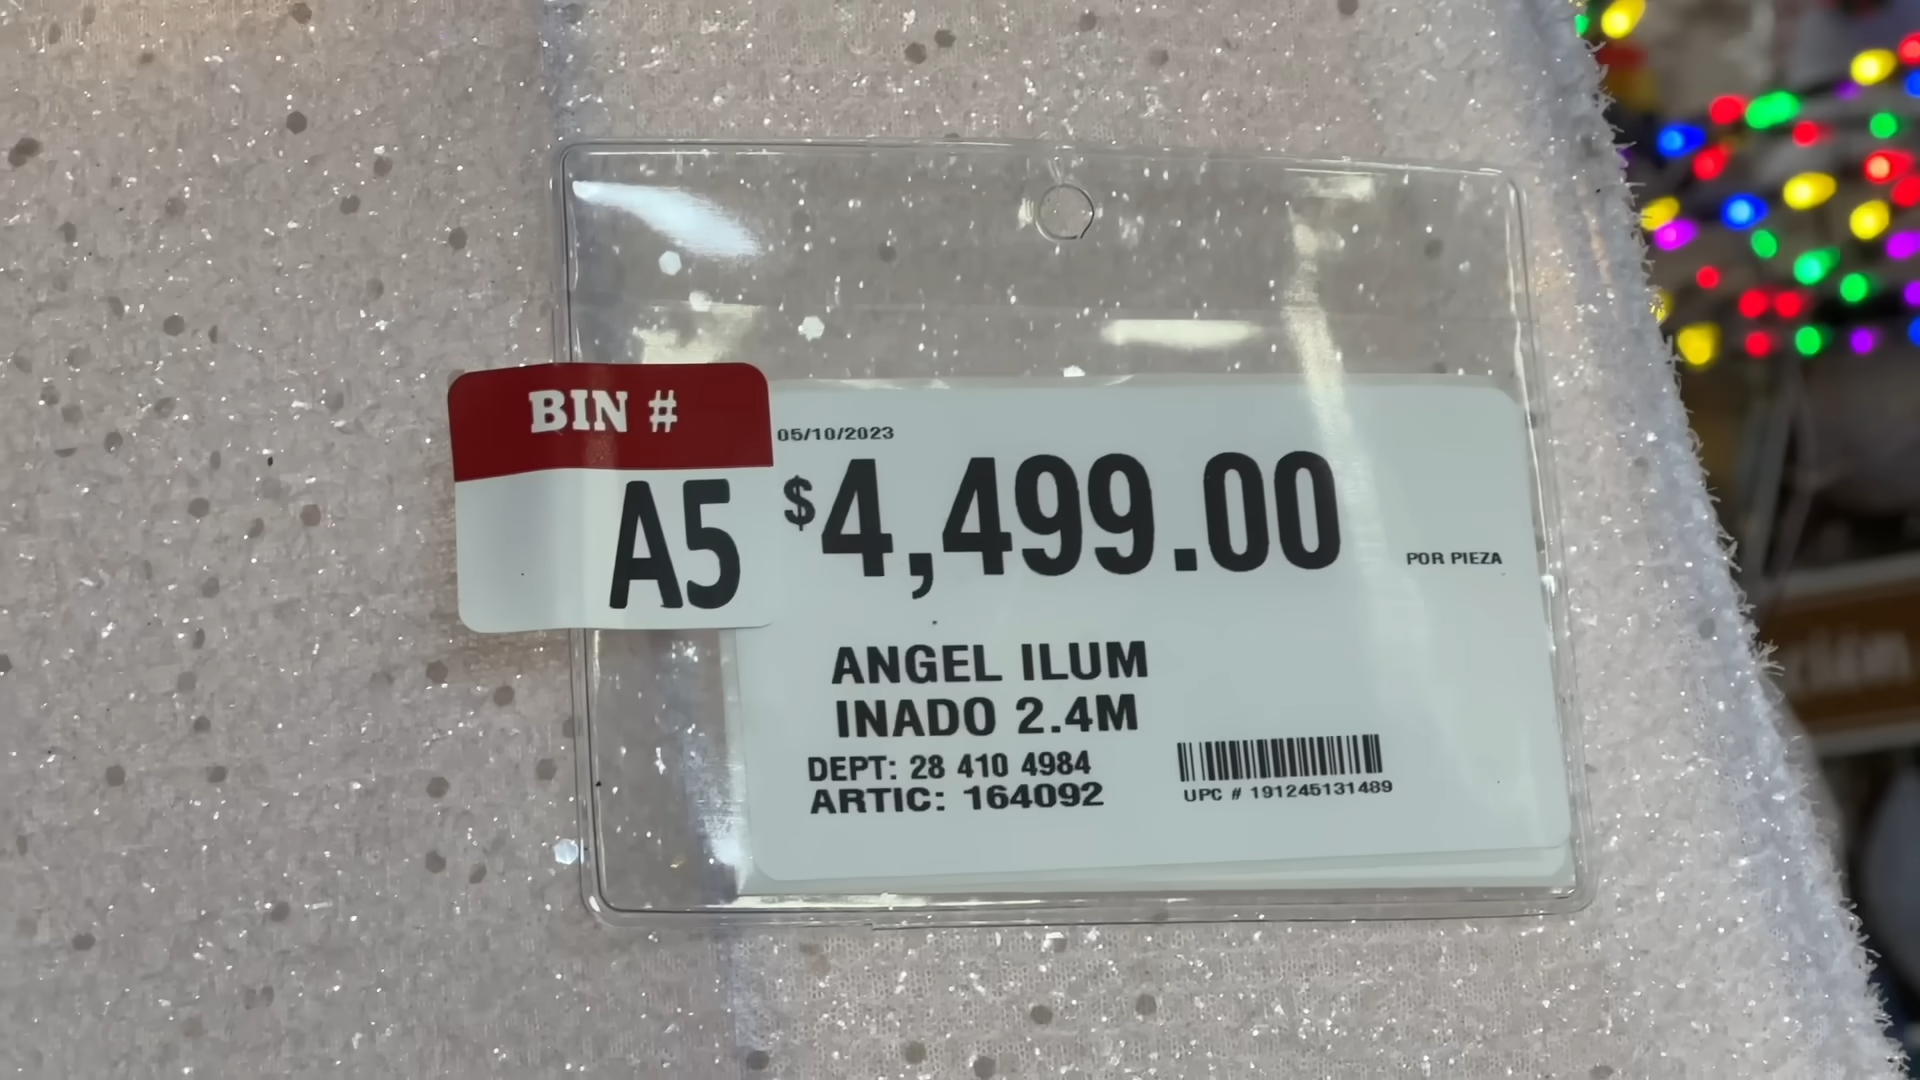 BIN #
A5
05/10/2023
$4,499.00
POR PIEZA
ANGEL ILUM
INADO 2.4M
DEPT: 28 410 4984
ARTIC: 164092
UPC # 191245131489